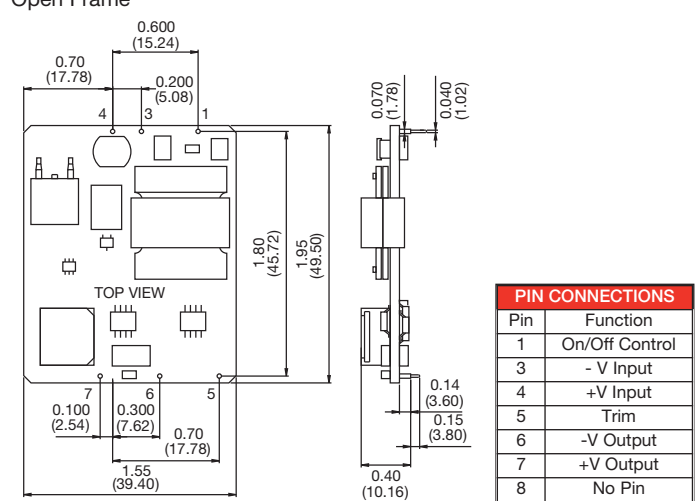 Open Frame
0.600
(15.24)
0.70
(17.78)
0.200
(5.08)
4 3 1
0.070
(1.78)
0.040
(1.02)
1.80
(45.72)
1.95
(49.50)
TOP VIEW
7 6 5
0.100
(2.54)
0.300
(7.62)
0.70
(17.78)
1.55
(39.40)
0.14
(3.60)
0.15
(3.80)
0.40
(10.16)
PIN CONNECTIONS
Pin Function
1 On/Off Control
3 - V Input
4 +V Input
5 Trim
6 -V Output
7 +V Output
8 No Pin